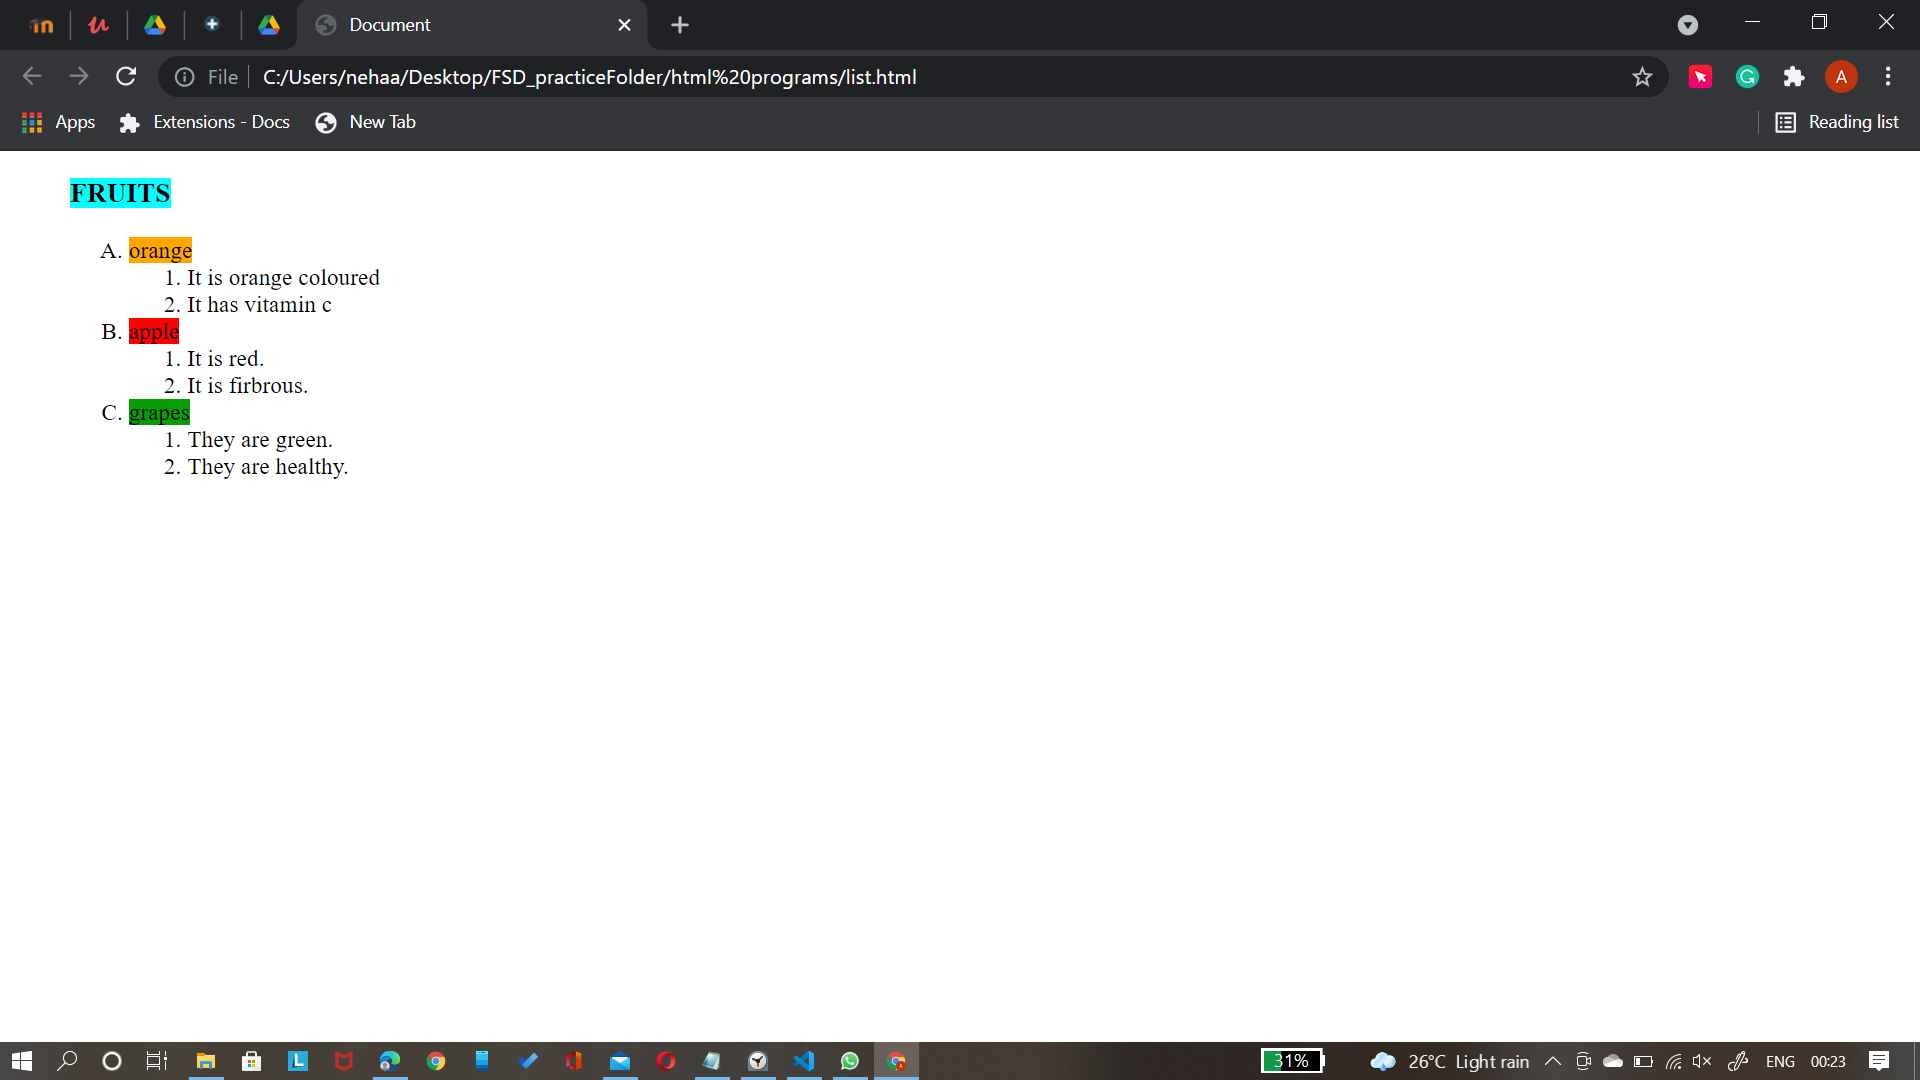 Document
File C:/Users/nehaa/Desktop/FSD_practiceFolder/html%20programs/list.html A
Apps Extensions - Docs New Tab Reading list
FRUITS
A. orange
1. It is orange coloured
2. It has vitamin c
B. apple
1. It is red.
2. It is firbrous.
C. grapes
1. They are green.
2. They are healthy.
L 31% 26°C Light rain ENG 00:23